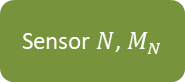 Sensor N, M_N